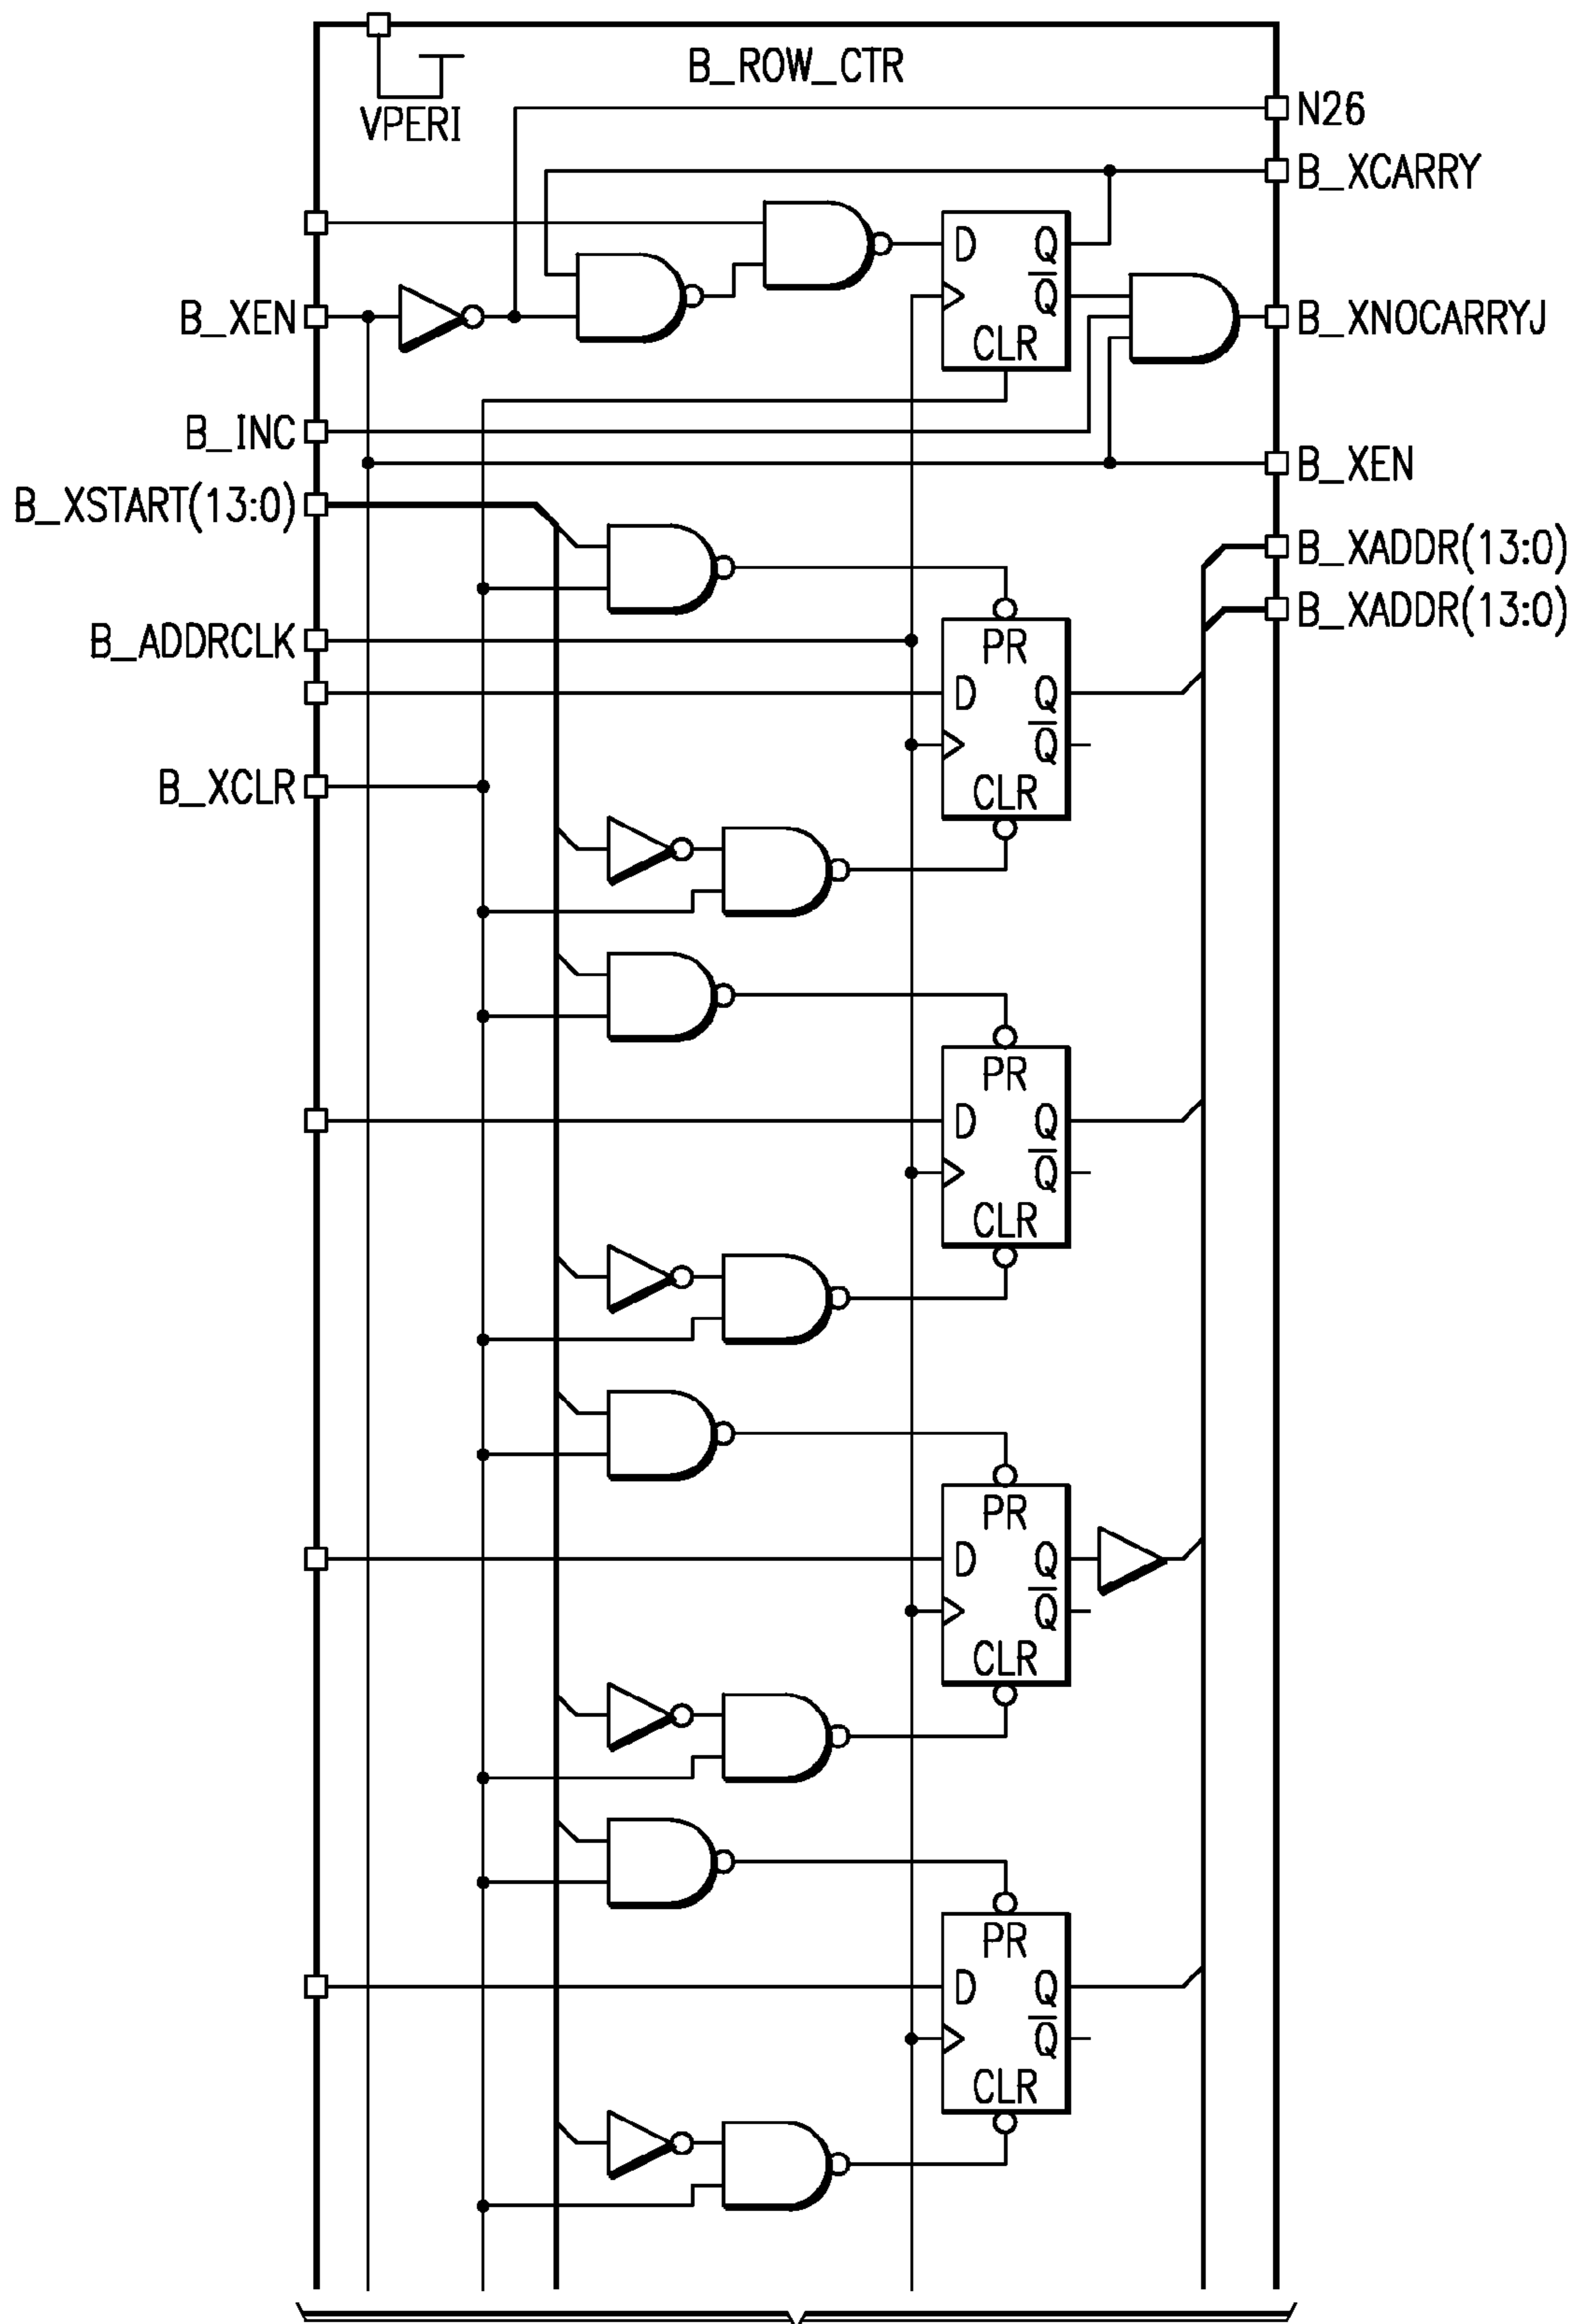 B_ROW_CTR
VPERI
N26
B_XCARRY
D Q
Q
CLR
B_XEN
B_XNOCARRYJ
B_INC
B_XEN
B_XSTART(13:0)
B_XADDR(13:0)
B_XADDR(13:0)
B_ADDRCLK
PR
D Q
Q
CLR
B_XCLR
PR
D Q
Q
CLR
PR
D Q
Q
CLR
PR
D Q
Q
CLR